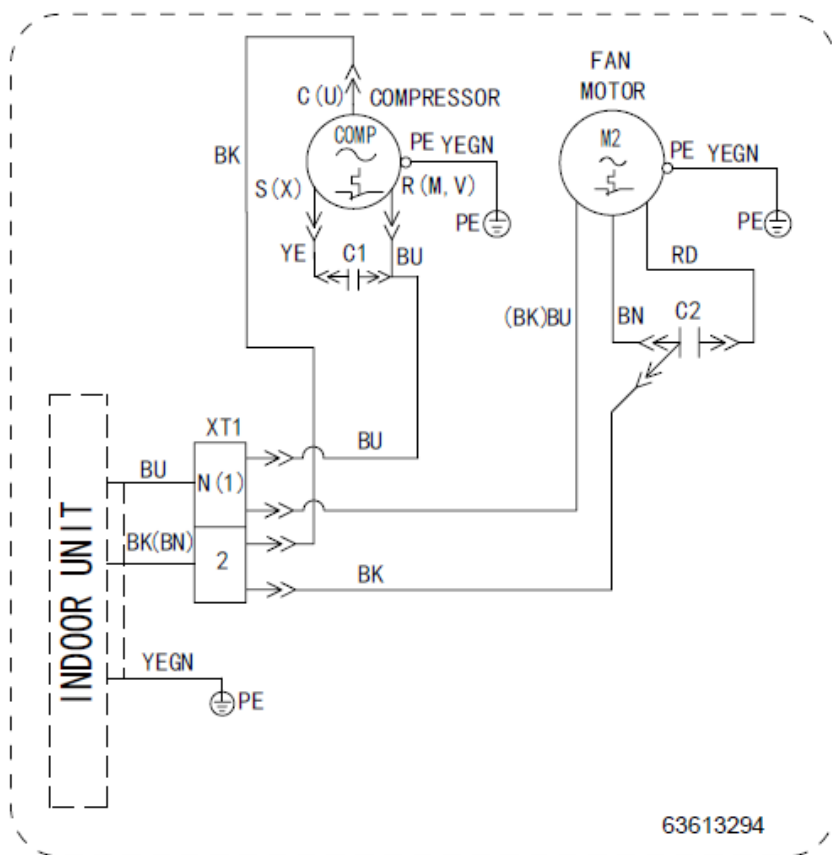 FAN
MOTOR
C(U) COMPRESSOR
COMP
M2
BK
PE YEGN
PE YEGN
S(X)
R(M, V)
PE
PE
YE
C1
BU
RD
(BK)BU
BN
C2
XT1
BU
BU
N(1)
BK(BN)
2
BK
INDOOR UNIT
YEGN
PE
63613294